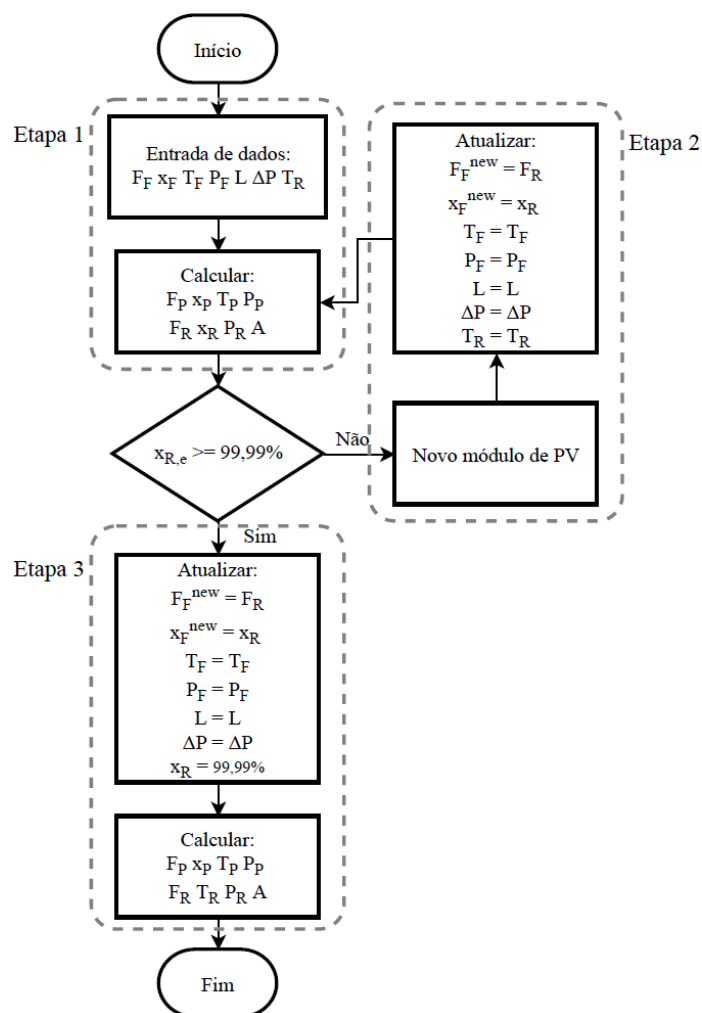 Início
Etapa 1
Entrada de dados:
F_F x_F T_F P_F L ΔP T_R
Calcular:
F_P x_P T_P P_P
F_R x_R P_R A
Etapa 2
Atualizar:
F_F^new = F_R
x_F^new = x_R
T_F = T_F
P_F = P_F
L = L
ΔP = ΔP
T_R = T_R
Novo módulo de PV
Não
x_R,e >= 99,99%
Sim
Etapa 3
Atualizar:
F_F^new = F_R
x_F^new = x_R
T_F = T_F
P_F = P_F
L = L
ΔP = ΔP
x_R = 99,99%
Calcular:
F_P x_P T_P P_P
F_R T_R P_R A
Fim